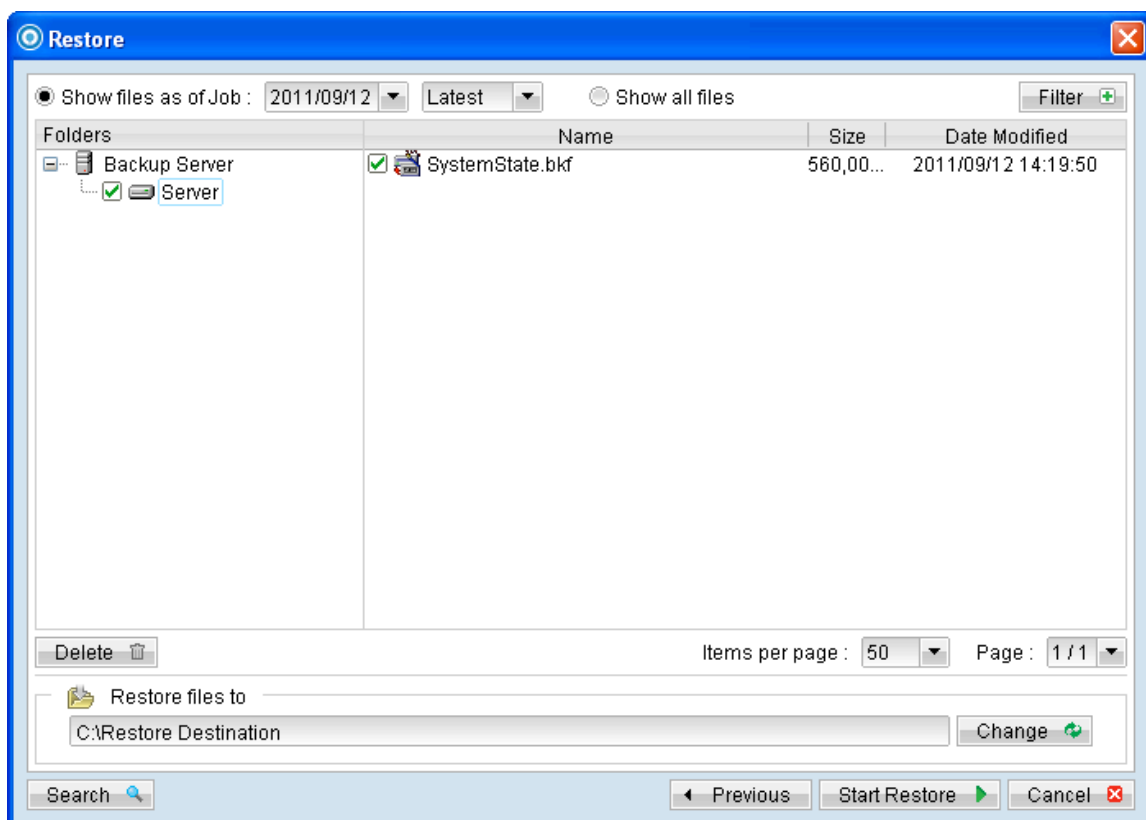 Restore
Show files as of Job : 2011/09/12 Latest Show all files Filter
Folders Name Size Date Modified
Backup Server SystemState.bkf 560,00... 2011/09/12 14:19:50
Server
Delete Items per page : 50 Page : 1 / 1
Restore files to
C:\Restore Destination Change
Search Previous Start Restore Cancel